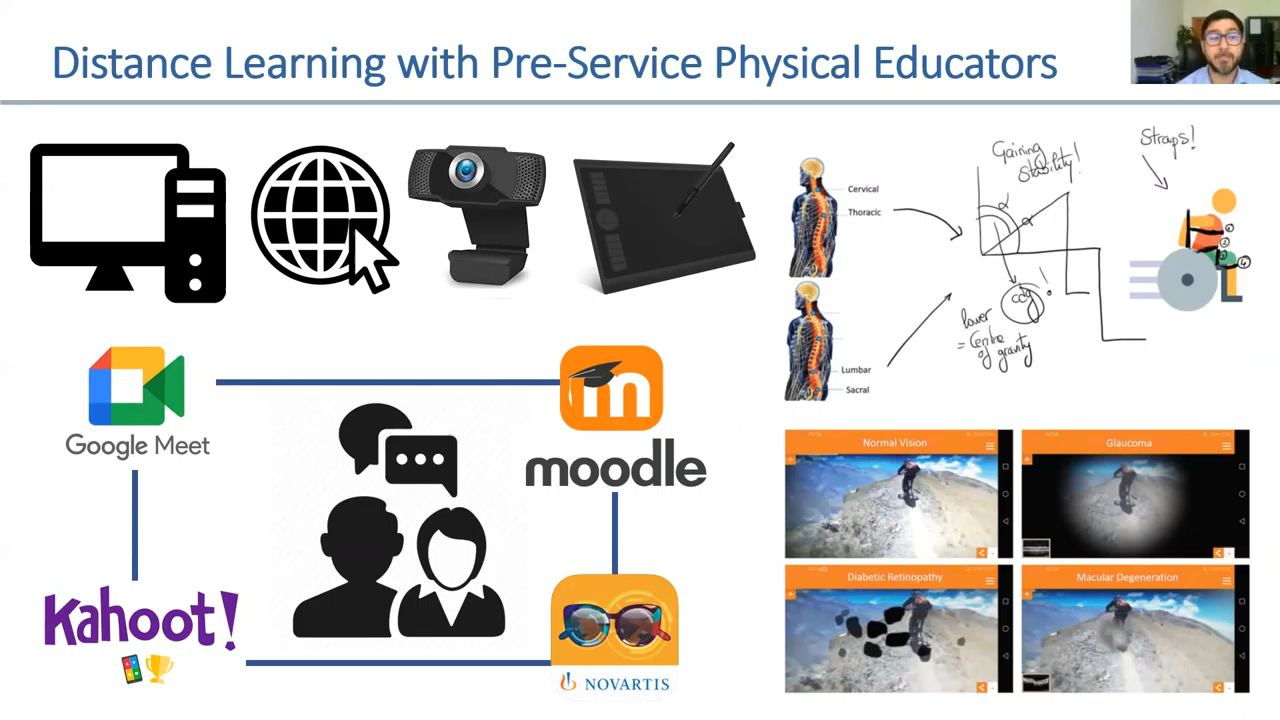 Distance Learning with Pre-Service Physical Educators
Google Meet
moodle
Kahoot!
NOVARTIS
Cervical
Thoracic
Lumbar
Sacral
Gaining
Stability!
α
α
cdg
!
lower
= Centre
of gravity
Straps!
Normal Vision
Glaucoma
Diabetic Retinopathy
Macular Degeneration